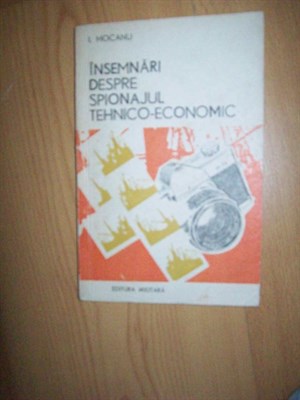 I. MOCANU
ÎNSEMNĂRI
DESPRE
SPIONAJUL
TEHNICO-ECONOMIC
EDITURA MILITARĂ